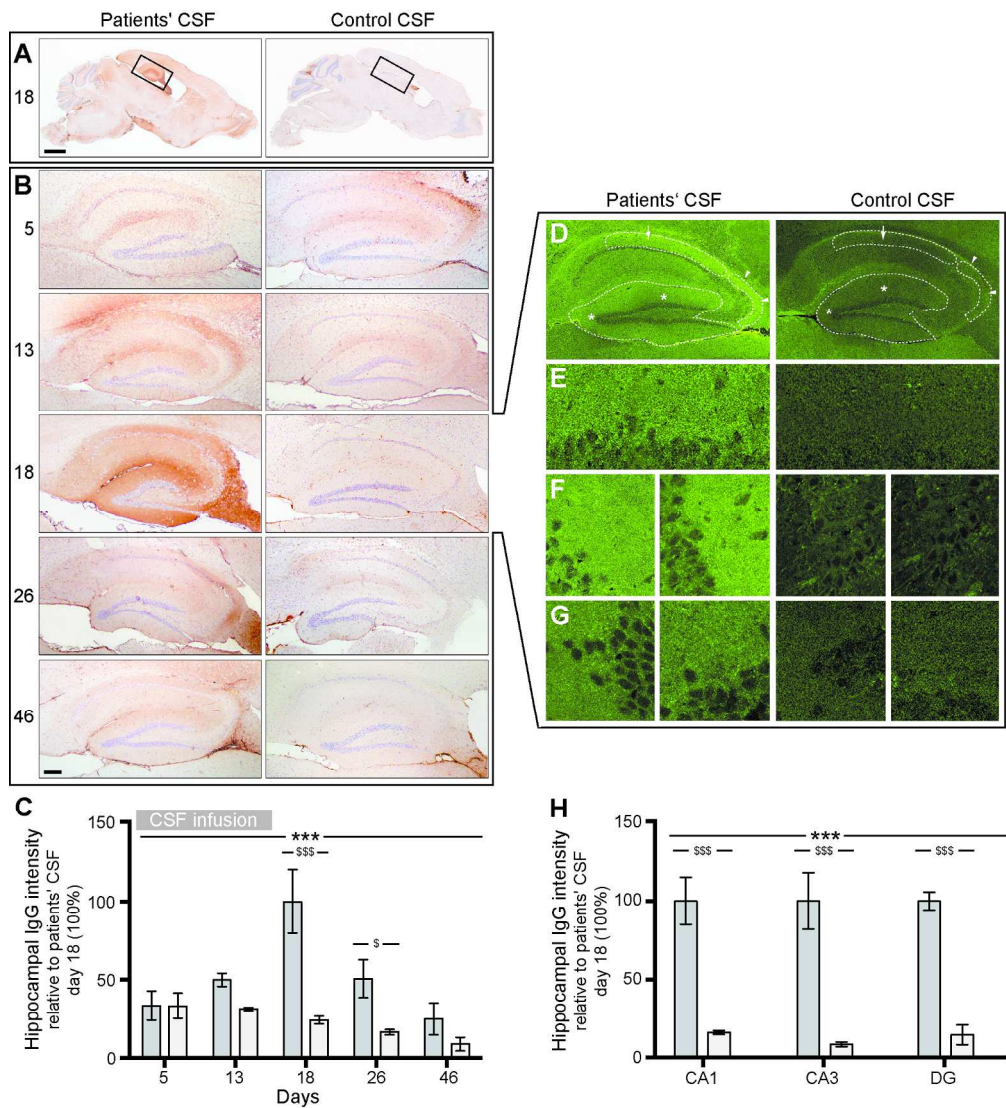 Patients' CSF Control CSF
A
18
B
5
13
18
26
46
Patients‘ CSF Control CSF
D
*
*
*
*
E
F
G
C
CSF infusion
Hippocampal IgG intensity
relative to patients' CSF
day 18 (100%)
150
100
50
0
***
$$$
$
5 13 18 26 46
Days
H
Hippocampal IgG intensity
relative to patients' CSF
day 18 (100%)
150
100
50
0
***
$$$ $$$ $$$
CA1 CA3 DG